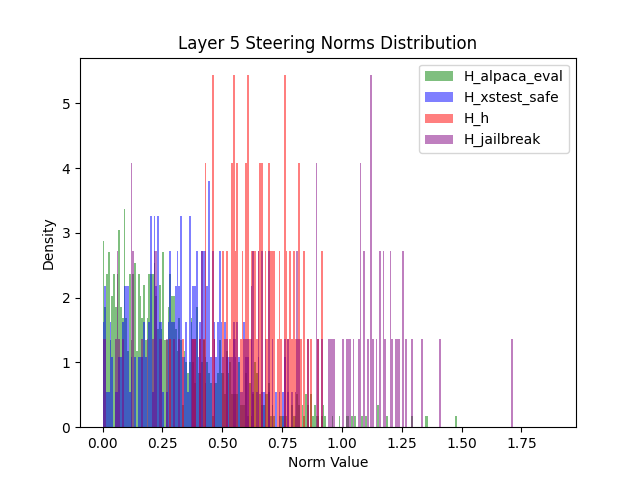 Layer 5 Steering Norms Distribution
H_alpaca_eval
H_xstest_safe
H_h
H_jailbreak
Density
5
4
3
2
1
0
0.00 0.25 0.50 0.75 1.00 1.25 1.50 1.75
Norm Value